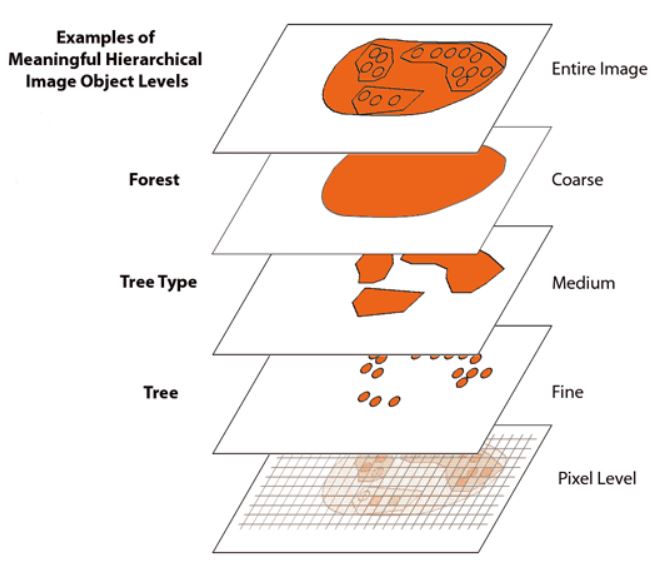 Examples of
Meaningful Hierarchical
Image Object Levels
Entire Image
Forest
Coarse
Tree Type
Medium
Tree
Fine
Pixel Level